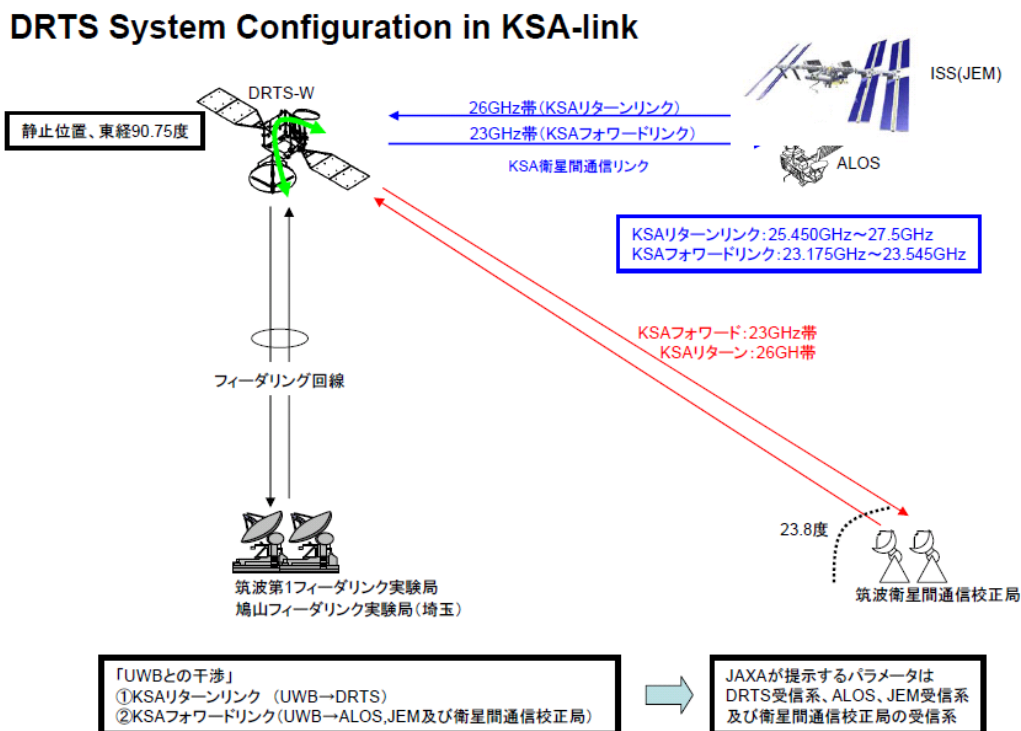 DRTS System Configuration in KSA-link
DRTS-W
静止位置、東経90.75度
26GHz帯(KSAリターンリンク)
23GHz帯(KSAフォワードリンク)
KSA衛星間通信リンク
ISS(JEM)
ALOS
KSAリターンリンク:25.450GHz~27.5GHz
KSAフォワードリンク:23.175GHz~23.545GHz
KSAフォワード:23GHz帯
KSAリターン:26GH帯
フィーダリング回線
23.8度
筑波第1フィーダリンク実験局
鳩山フィーダリンク実験局(埼玉)
筑波衛星間通信校正局
「UWBとの干渉」
①KSAリターンリンク (UWB→DRTS)
②KSAフォワードリンク(UWB→ALOS,JEM及び衛星間通信校正局)
JAXAが提示するパラメータは
DRTS受信系、ALOS、JEM受信系
及び衛星間通信校正局の受信系